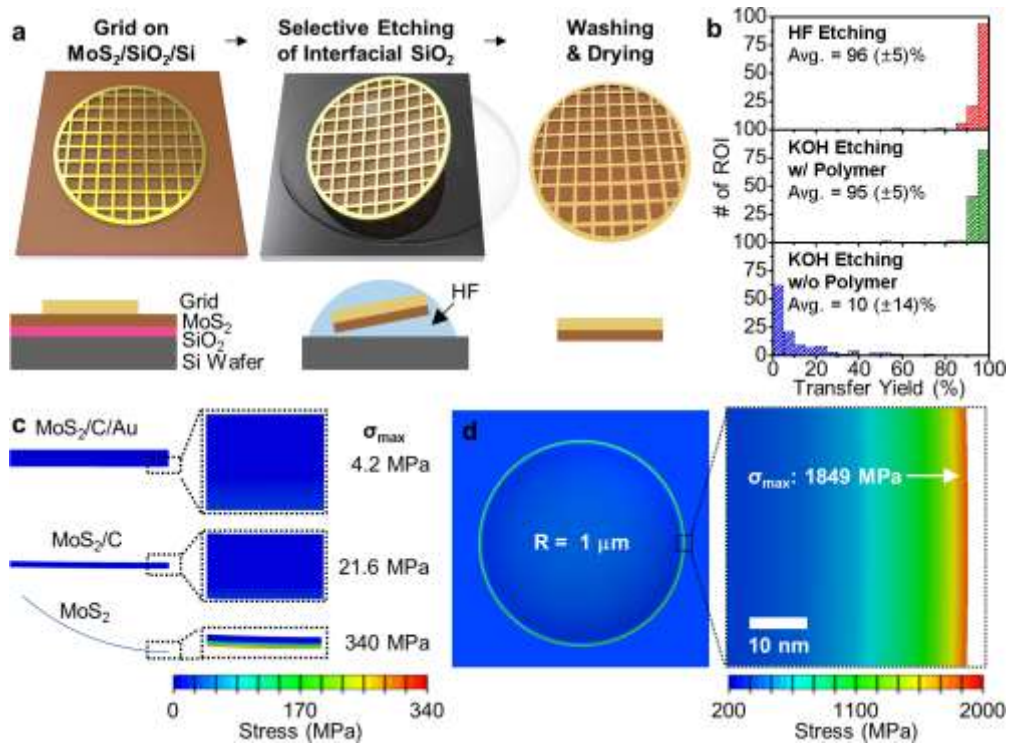 a
Grid on
MoS2/SiO2/Si
Selective Etching
of Interfacial SiO2
Washing
& Drying
Grid
MoS2
SiO2
Si Wafer
HF
b
# of ROI
100
75
50
25
HF Etching
Avg. = 96 (±5)%
100
75
50
25
KOH Etching
w/ Polymer
Avg. = 95 (±5)%
100
75
50
25
0
KOH Etching
w/o Polymer
Avg. = 10 (±14)%
0 20 40 60 80 100
Transfer Yield (%)
c
MoS2/C/Au
σmax
4.2 MPa
MoS2/C
21.6 MPa
MoS2
340 MPa
0 170 340
Stress (MPa)
d
R = 1 μm
σmax: 1849 MPa
10 nm
200 1100 2000
Stress (MPa)